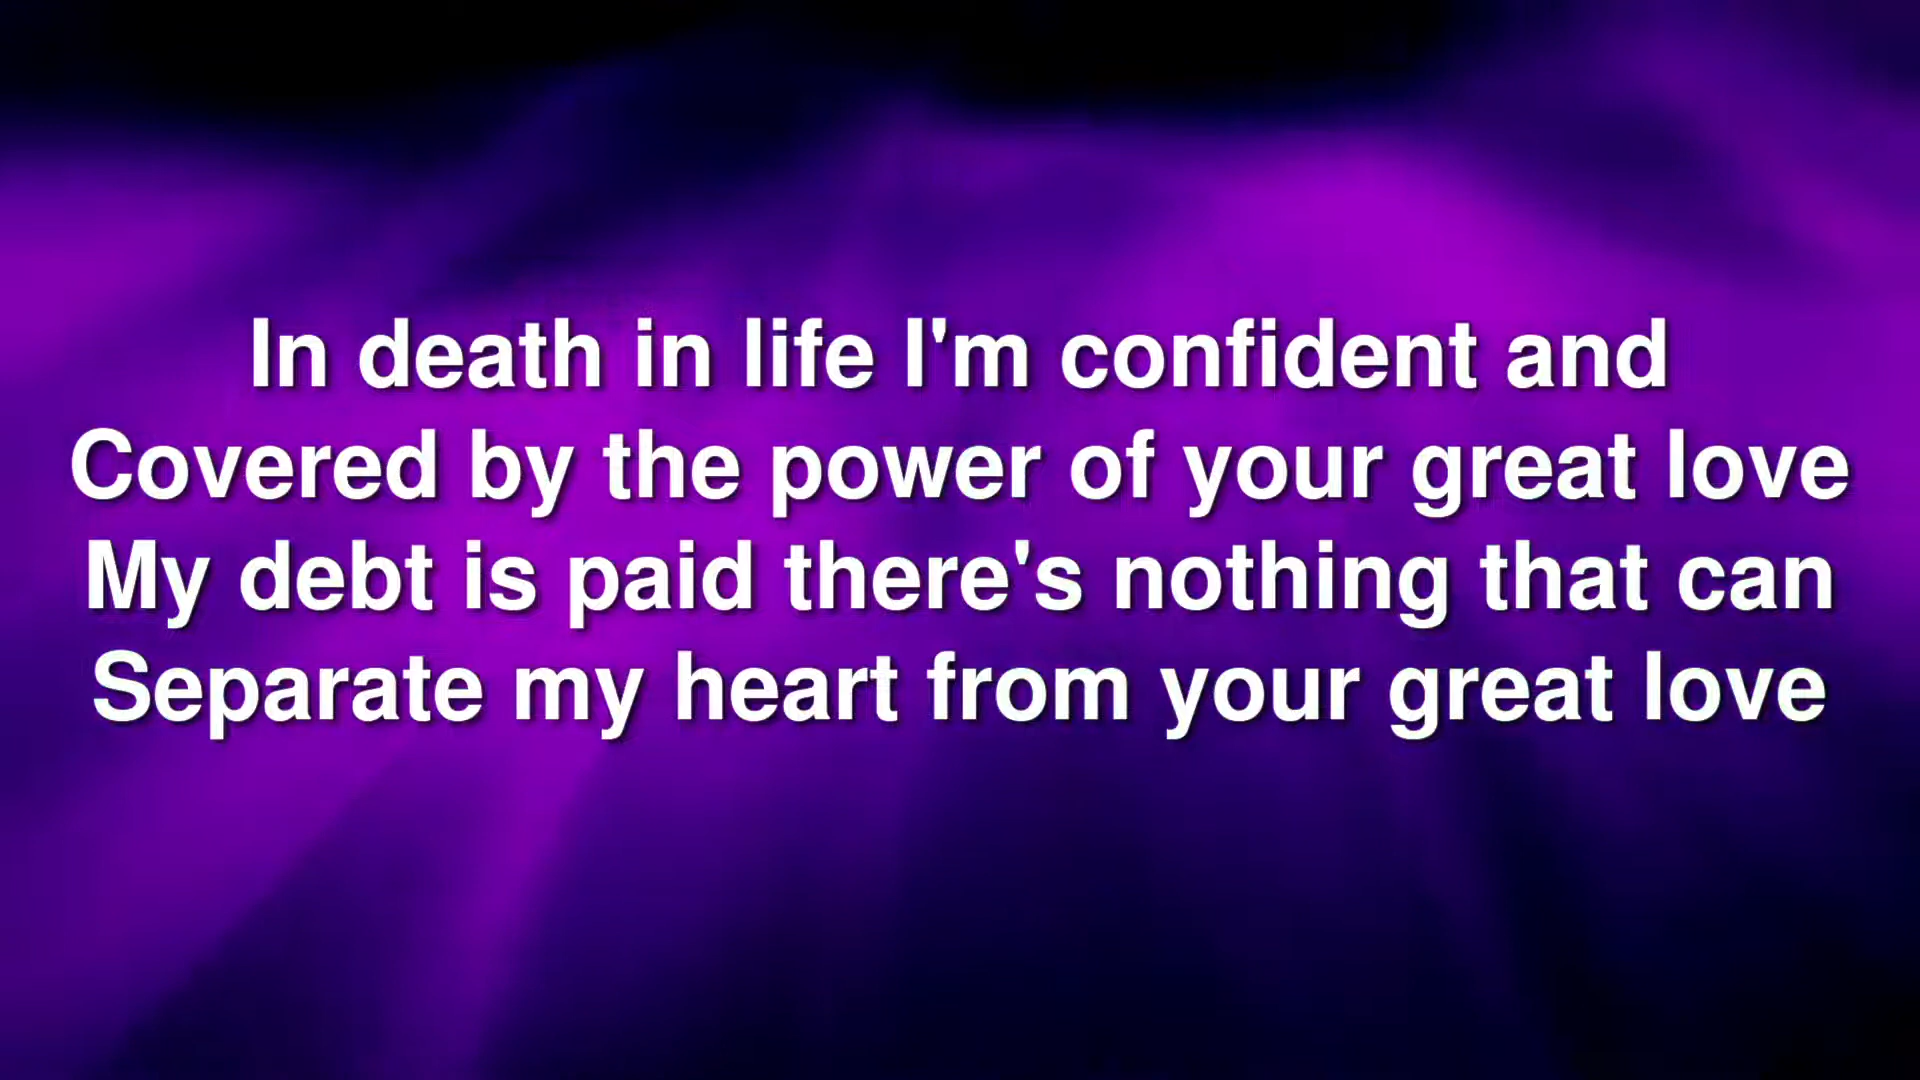 In death in life I'm confident and
Covered by the power of your great love
My debt is paid there's nothing that can
Separate my heart from your great love